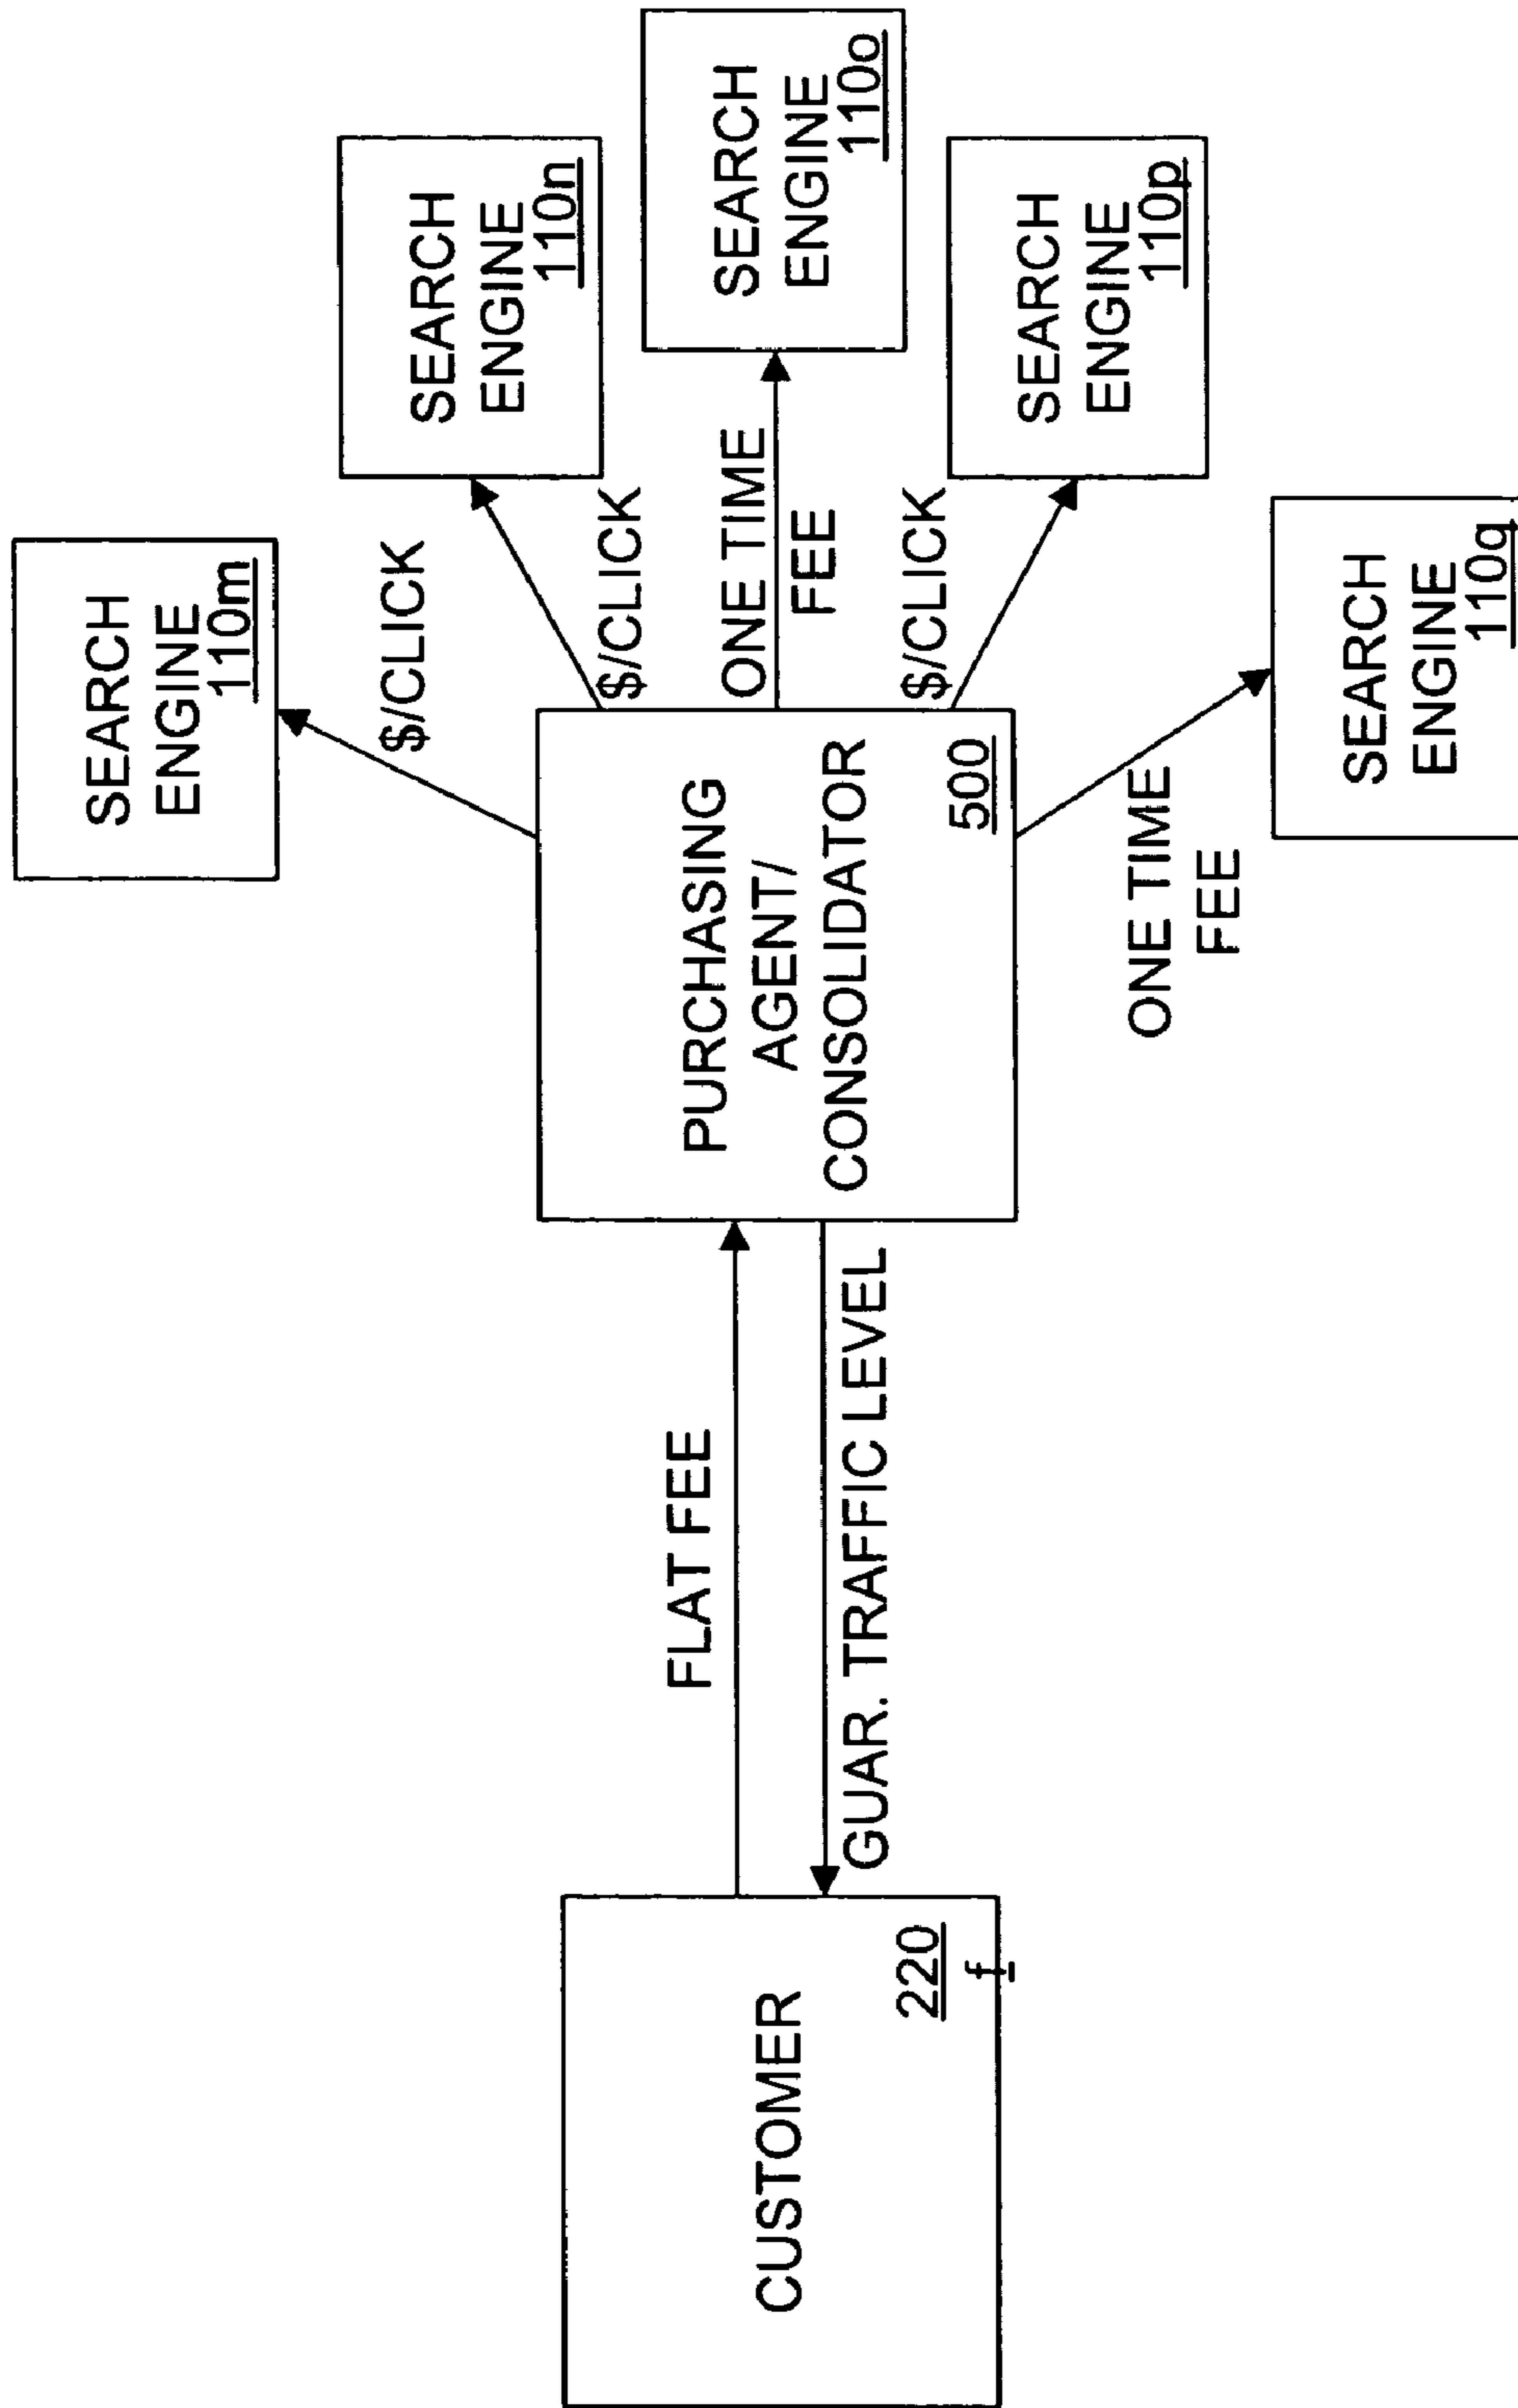 CUSTOMER
220
f
FLAT FEE
GUAR. TRAFFIC LEVEL
PURCHASING
AGENT/
CONSOLIDATOR
500
$/CLICK
SEARCH
ENGINE
110m
$/CLICK
SEARCH
ENGINE
110n
ONE TIME
FEE
SEARCH
ENGINE
110o
$/CLICK
SEARCH
ENGINE
110p
ONE TIME
FEE
SEARCH
ENGINE
110q